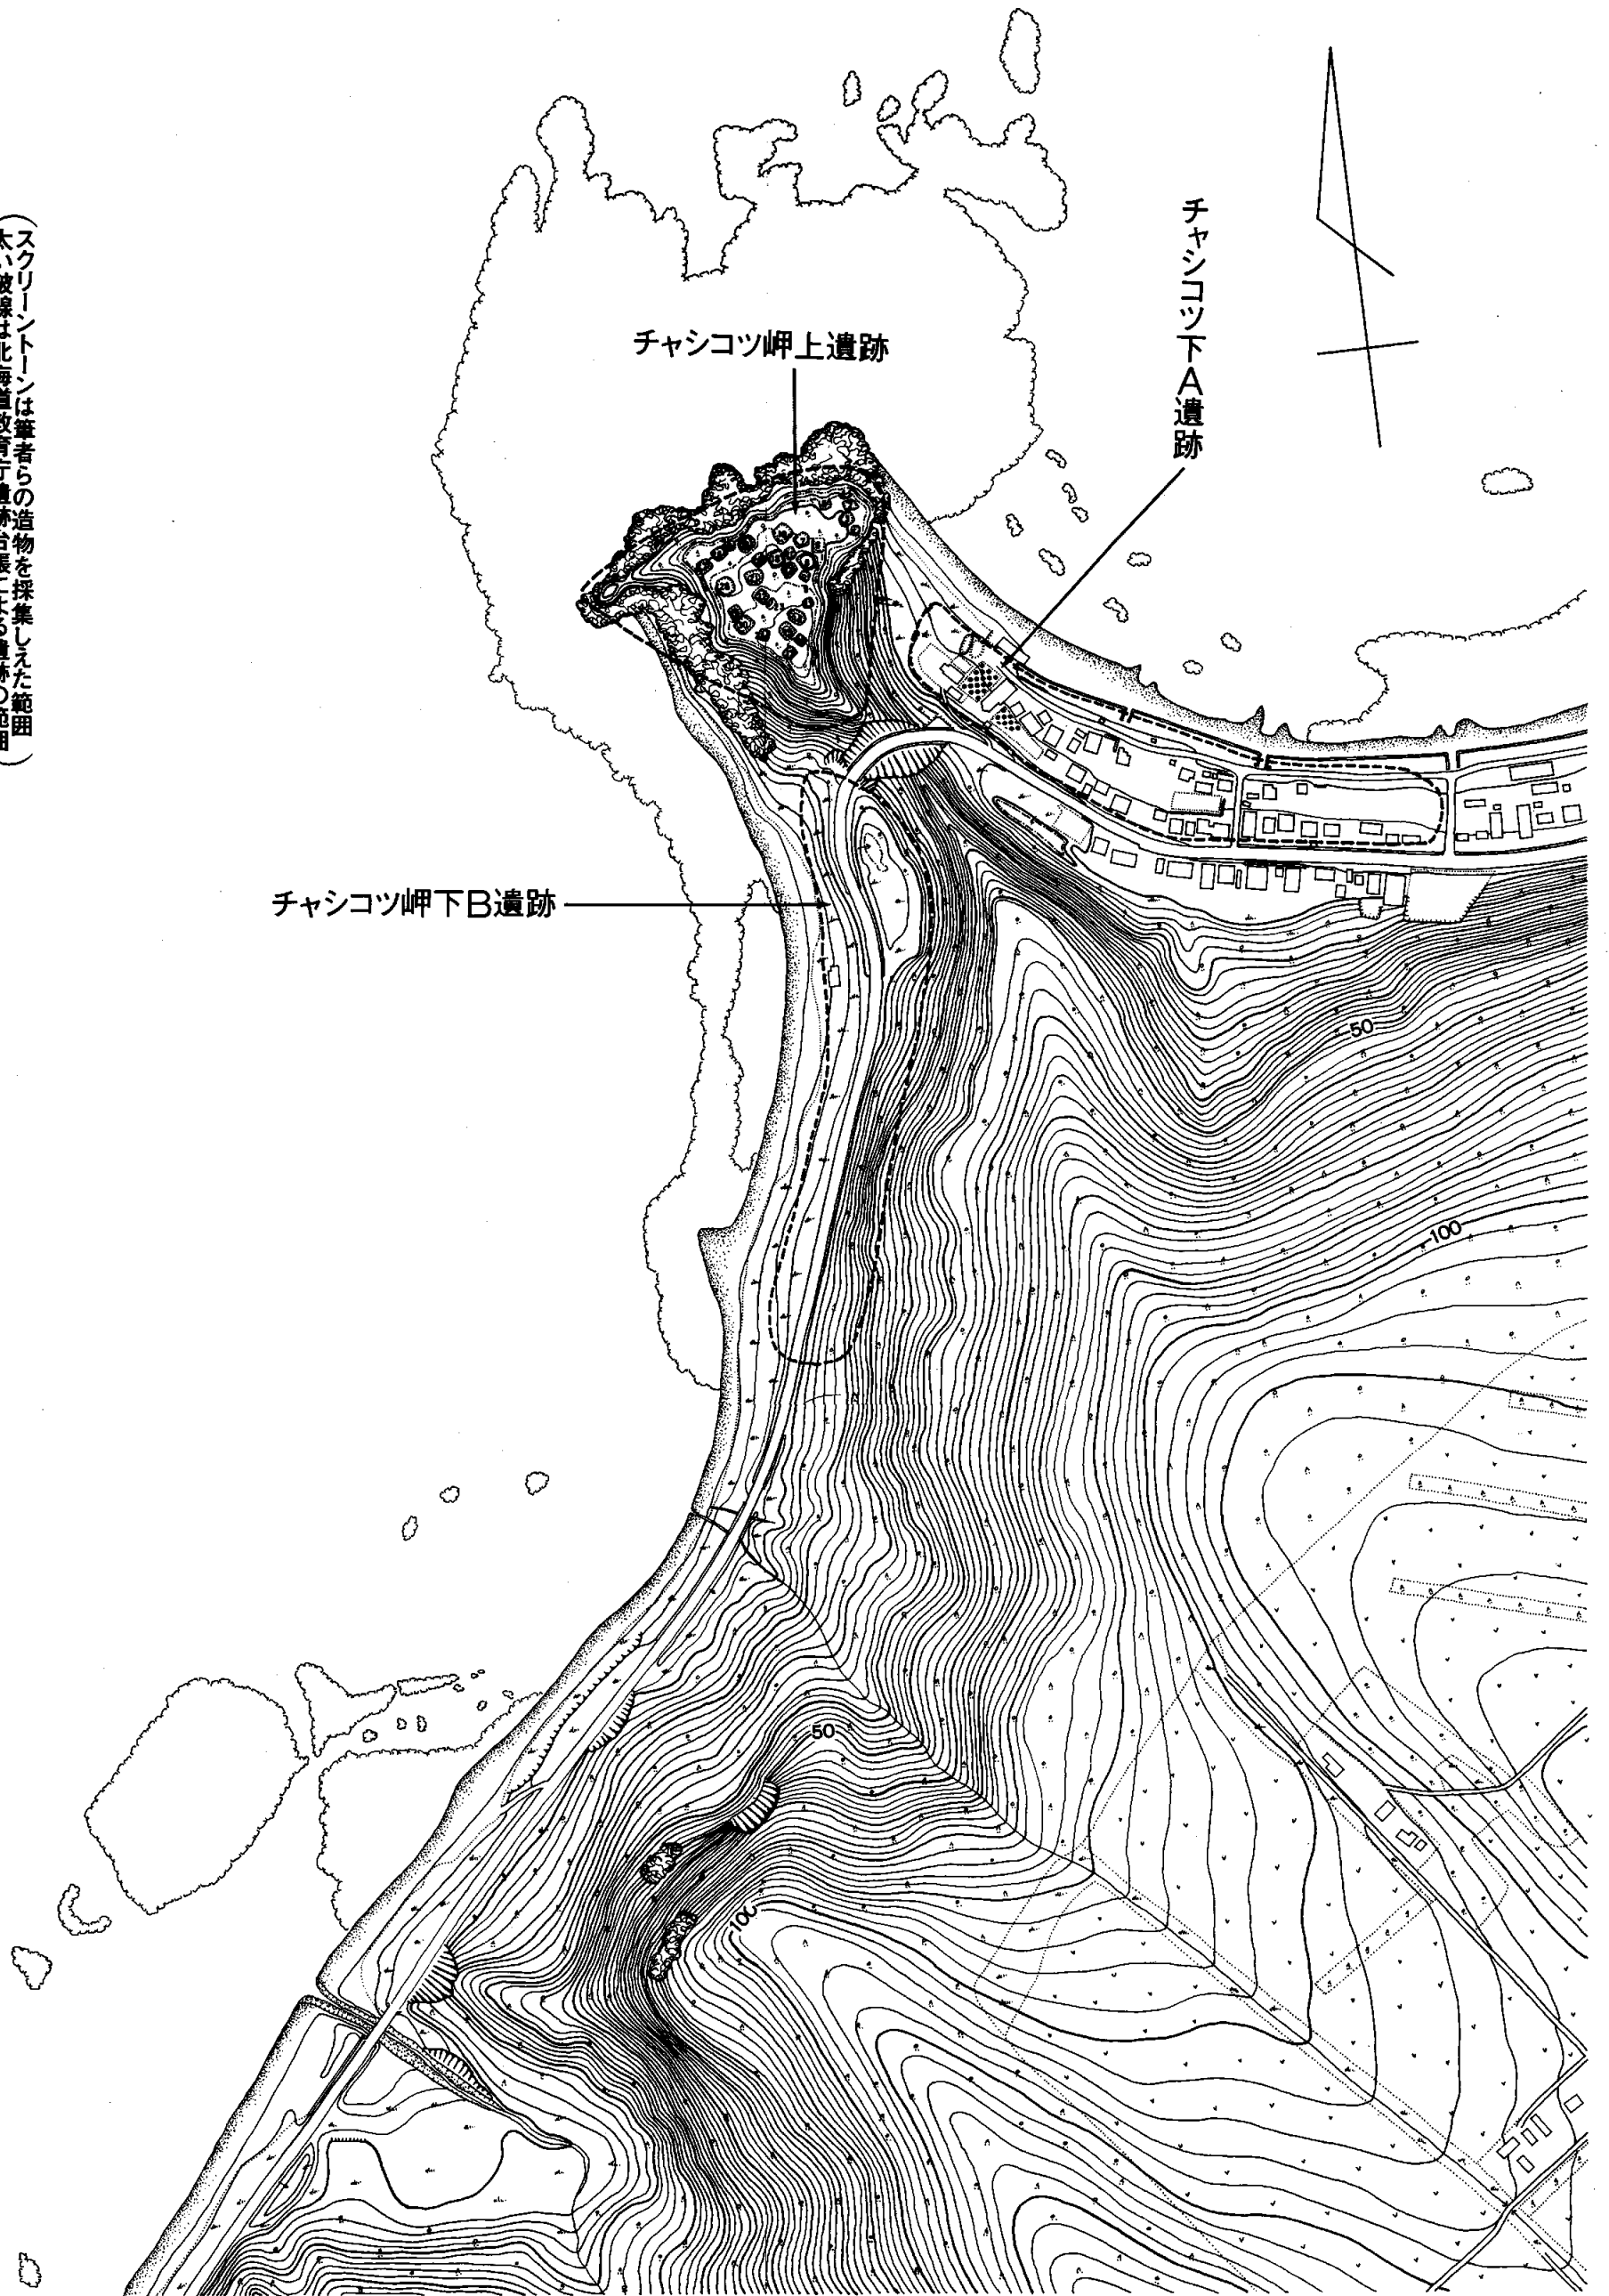 チャシコツ岬上遺跡
チャシコツ下A遺跡
チャシコツ岬下B遺跡
(スクリーントーンは筆者らの造物を採集しえた範囲
太い破線は北海道教育庁遺跡台帳による遺跡の範囲)
50
100
50
100